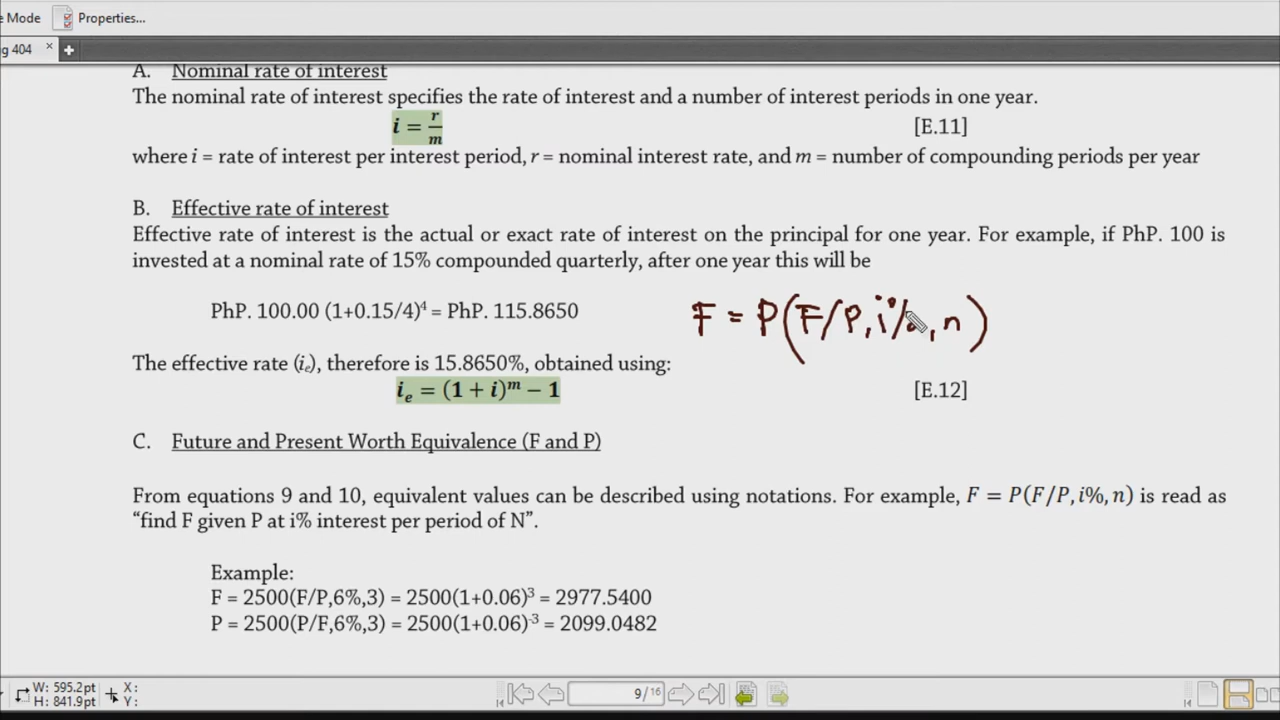 e Mode Properties...
g 404 ×
A. Nominal rate of interest
The nominal rate of interest specifies the rate of interest and a number of interest periods in one year.
i = r/m [E.11]
where i = rate of interest per interest period, r = nominal interest rate, and m = number of compounding periods per year
B. Effective rate of interest
Effective rate of interest is the actual or exact rate of interest on the principal for one year. For example, if PhP. 100 is
invested at a nominal rate of 15% compounded quarterly, after one year this will be
PhP. 100.00 (1+0.15/4)⁴ = PhP. 115.8650 F = P(F/P, i%, n)
The effective rate (iₑ), therefore is 15.8650%, obtained using:
iₑ = (1 + i)ᵐ − 1 [E.12]
C. Future and Present Worth Equivalence (F and P)
From equations 9 and 10, equivalent values can be described using notations. For example, F = P(F/P, i%, n) is read as
“find F given P at i% interest per period of N”.
Example:
F = 2500(F/P,6%,3) = 2500(1+0.06)³ = 2977.5400
P = 2500(P/F,6%,3) = 2500(1+0.06)⁻³ = 2099.0482
W: 595.2pt X:
H: 841.9pt Y:
9/16